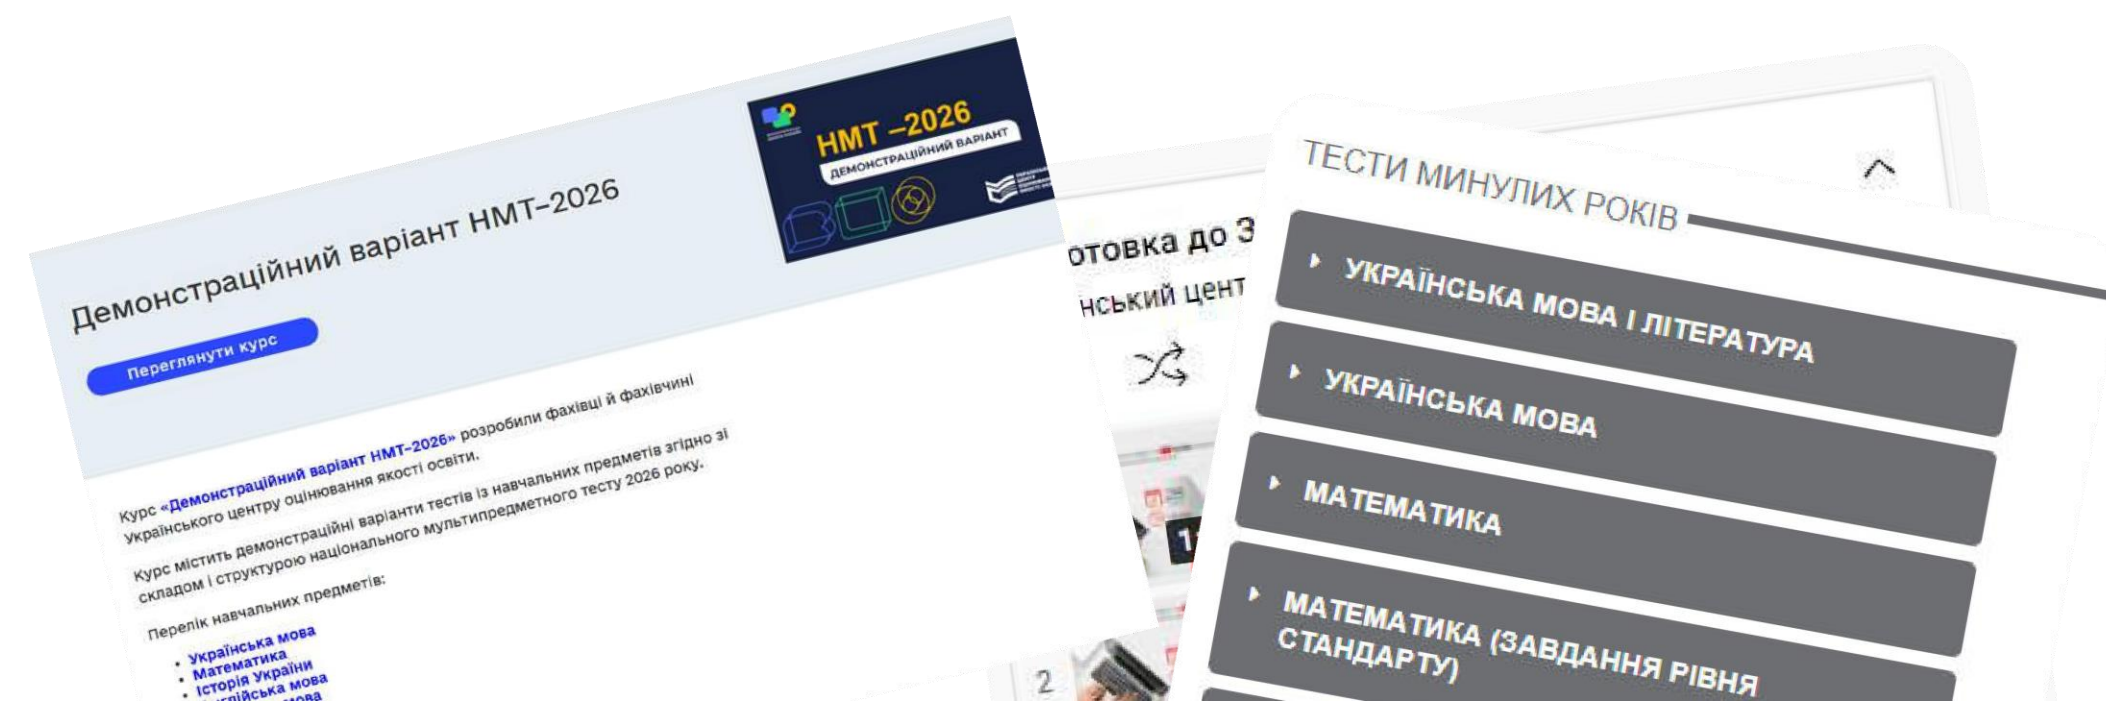 Демонстраційний варіант НМТ-2026
Переглянути курс
НМТ –2026
ДЕМОНСТРАЦІЙНИЙ ВАРІАНТ
Курс «Демонстраційний варіант НМТ-2026» розробили фахівці й фахівчині
Українського центру оцінювання якості освіти.
Курс містить демонстраційні варіанти тестів із навчальних предметів згідно зі
складом і структурою національного мультипредметного тесту 2026 року.
Перелік навчальних предметів:
• Українська мова
• Математика
• Історія України
мова
отовка до З
нський цент
1
2
ТЕСТИ МИНУЛИХ РОКІВ
УКРАЇНСЬКА МОВА І ЛІТЕРАТУРА
УКРАЇНСЬКА МОВА
МАТЕМАТИКА
МАТЕМАТИКА (ЗАВДАННЯ РІВНЯ
СТАНДАРТУ)